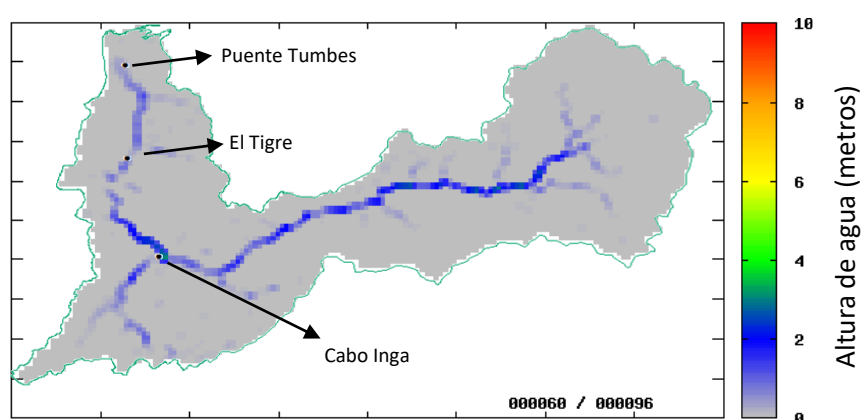 Puente Tumbes
El Tigre
Cabo Inga
000060 / 000096
10
8
6
4
2
0
Altura de agua (metros)